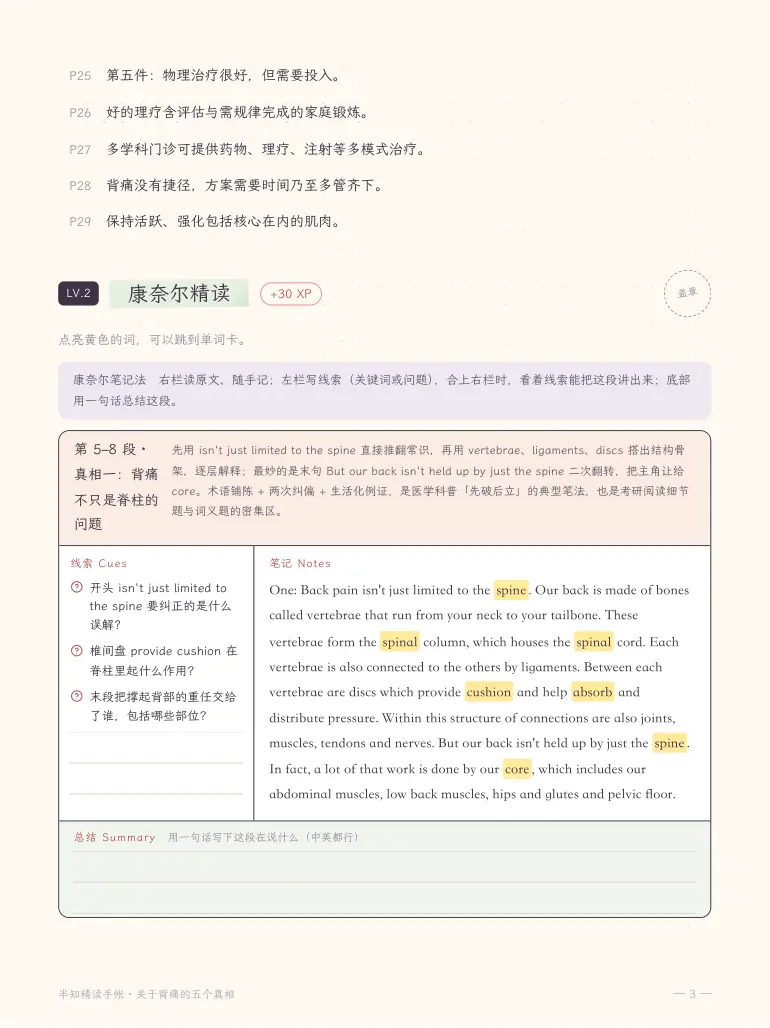 P25 第五件：物理治疗很好，但需要投入。
P26 好的理疗含评估与需规律完成的家庭锻炼。
P27 多学科门诊可提供药物、理疗、注射等多模式治疗。
P28 背痛没有捷径，方案需要时间乃至多管齐下。
P29 保持活跃、强化包括核心在内的肌肉。
LV.2 康奈尔精读 +30 XP 盖章
点亮黄色的词，可以跳到单词卡。
康奈尔笔记法 右栏读原文、随手记；左栏写线索（关键词或问题），合上右栏时，看着线索能把这段讲出来；底部
用一句话总结这段。
第 5–8 段·
真相一：背痛
不只是脊柱的
问题
先用 isn't just limited to the spine 直接推翻常识，再用 vertebrae、ligaments、discs 搭出结构骨
架，逐层解释；最妙的是末句 But our back isn't held up by just the spine 二次翻转，把主角让给
core。术语铺陈 + 两次纠偏 + 生活化例证，是医学科普「先破后立」的典型笔法，也是考研阅读细节
题与词义题的密集区。
线索 Cues
开头 isn't just limited to
the spine 要纠正的是什么
误解？
椎间盘 provide cushion 在
脊柱里起什么作用？
末段把撑起背部的重任交给
了谁，包括哪些部位？
笔记 Notes
One: Back pain isn't just limited to the spine. Our back is made of bones
called vertebrae that run from your neck to your tailbone. These
vertebrae form the spinal column, which houses the spinal cord. Each
vertebrae is also connected to the others by ligaments. Between each
vertebrae are discs which provide cushion and help absorb and
distribute pressure. Within this structure of connections are also joints,
muscles, tendons and nerves. But our back isn't held up by just the spine.
In fact, a lot of that work is done by our core, which includes our
abdominal muscles, low back muscles, hips and glutes and pelvic floor.
总结 Summary 用一句话写下这段在说什么（中英都行）
半知精读手帐·关于背痛的五个真相
— 3 —